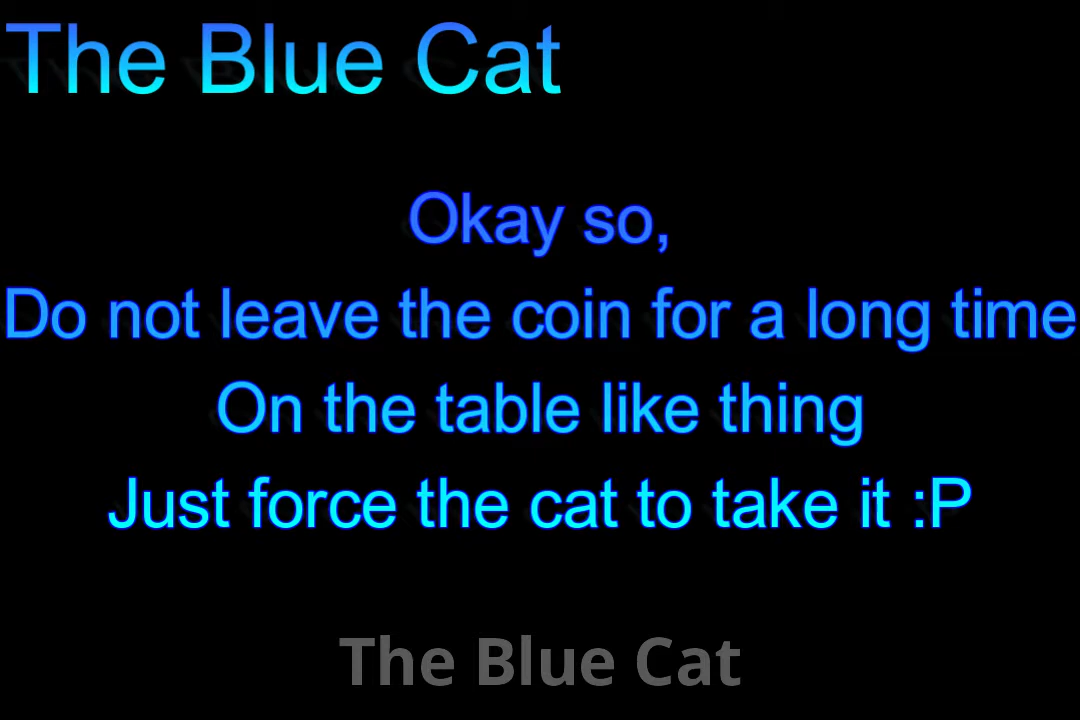 The Blue Cat
Okay so,
Do not leave the coin for a long time
On the table like thing
Just force the cat to take it :P
The Blue Cat